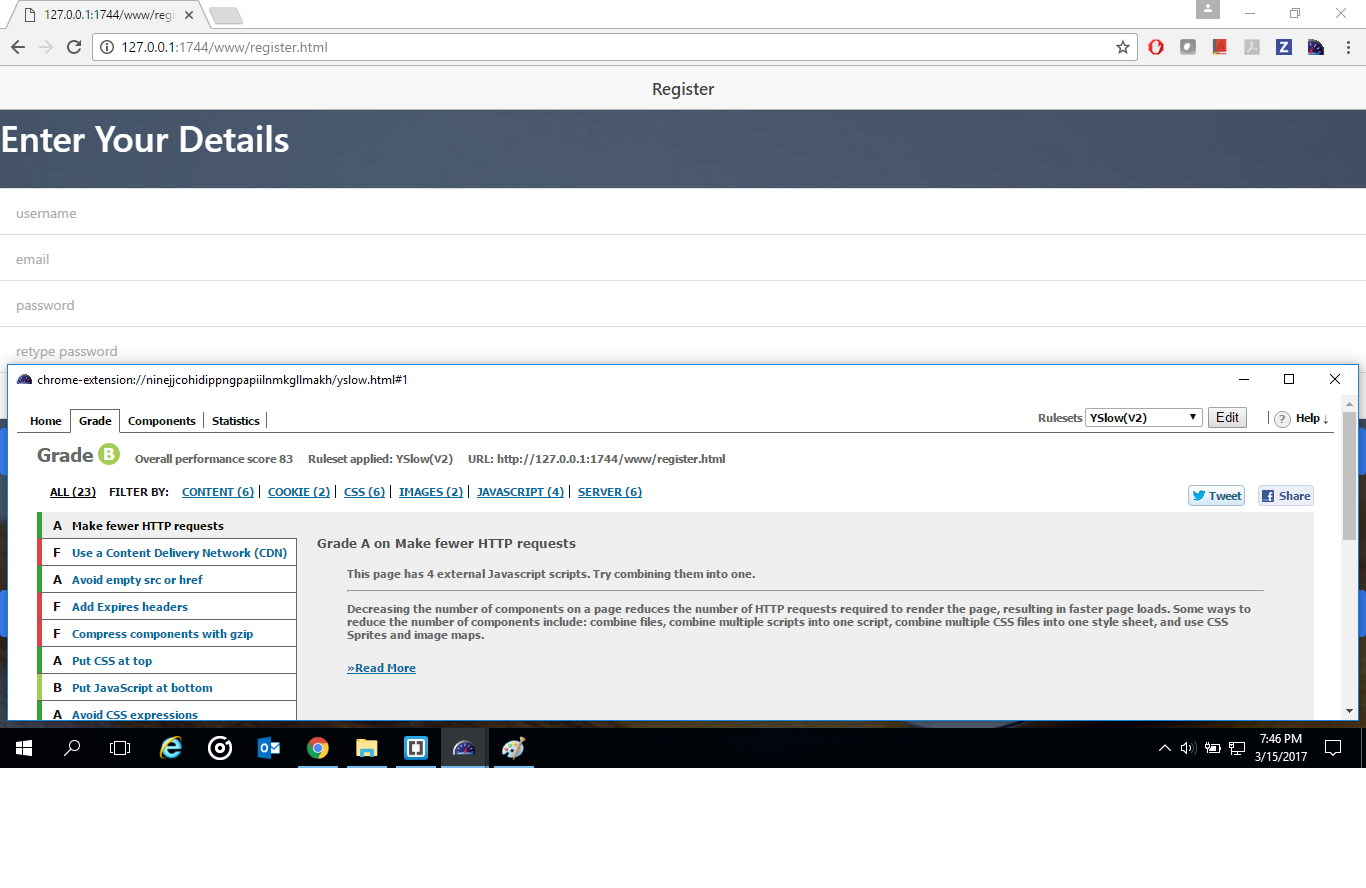 127.0.0.1:1744/www/regi
127.0.0.1:1744/www/register.html
Register
Enter Your Details
username
email
password
retype password
chrome-extension://ninejjcohidippngpapiilnmkgllmakh/yslow.html#1
Home Grade Components Statistics Rulesets YSlow(V2) Edit ? Help ↓
Grade B Overall performance score 83 Ruleset applied: YSlow(V2) URL: http://127.0.0.1:1744/www/register.html
ALL (23) FILTER BY: CONTENT (6) | COOKIE (2) | CSS (6) | IMAGES (2) | JAVASCRIPT (4) | SERVER (6) Tweet Share
A Make fewer HTTP requests
F Use a Content Delivery Network (CDN)
A Avoid empty src or href
F Add Expires headers
F Compress components with gzip
A Put CSS at top
B Put JavaScript at bottom
A Avoid CSS expressions
Grade A on Make fewer HTTP requests
This page has 4 external Javascript scripts. Try combining them into one.
Decreasing the number of components on a page reduces the number of HTTP requests required to render the page, resulting in faster page loads. Some ways to
reduce the number of components include: combine files, combine multiple scripts into one script, combine multiple CSS files into one style sheet, and use CSS
Sprites and image maps.
»Read More
7:46 PM
3/15/2017